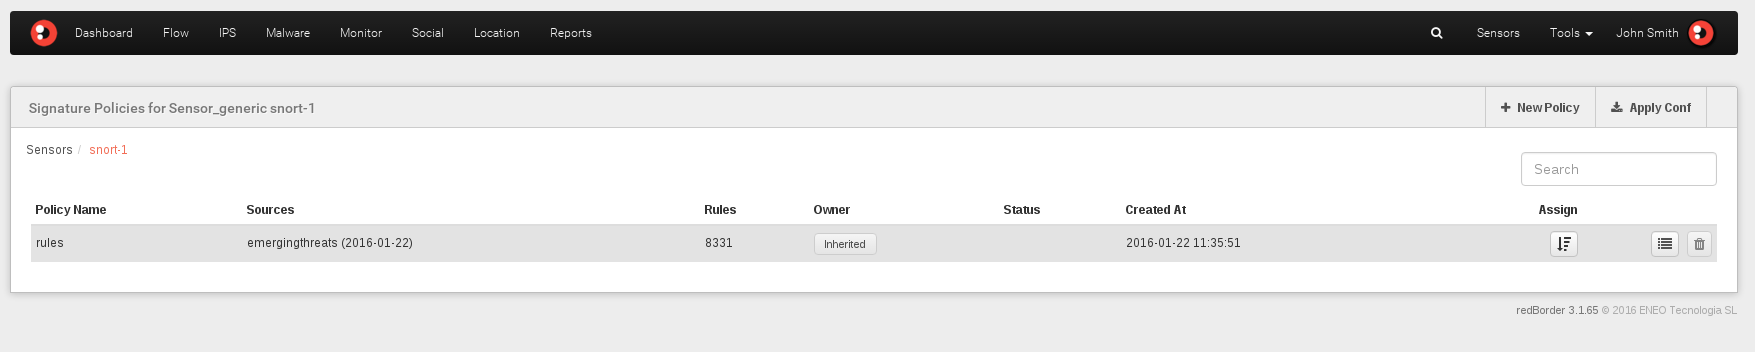 Dashboard Flow IPS Malware Monitor Social Location Reports Sensors Tools John Smith
Signature Policies for Sensor_generic snort-1 New Policy Apply Conf
Sensors / snort-1
Search
Policy Name Sources Rules Owner Status Created At Assign
rules emergingthreats (2016-01-22) 8331 Inherited 2016-01-22 11:35:51
redBorder 3.1.65 © 2016 ENEO Tecnologia SL